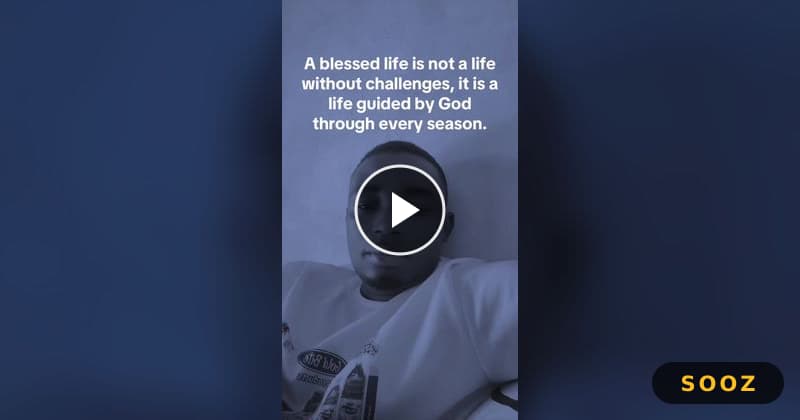 A blessed life is not a life
without challenges, it is a
life guided by God
through every season.
SOOZ